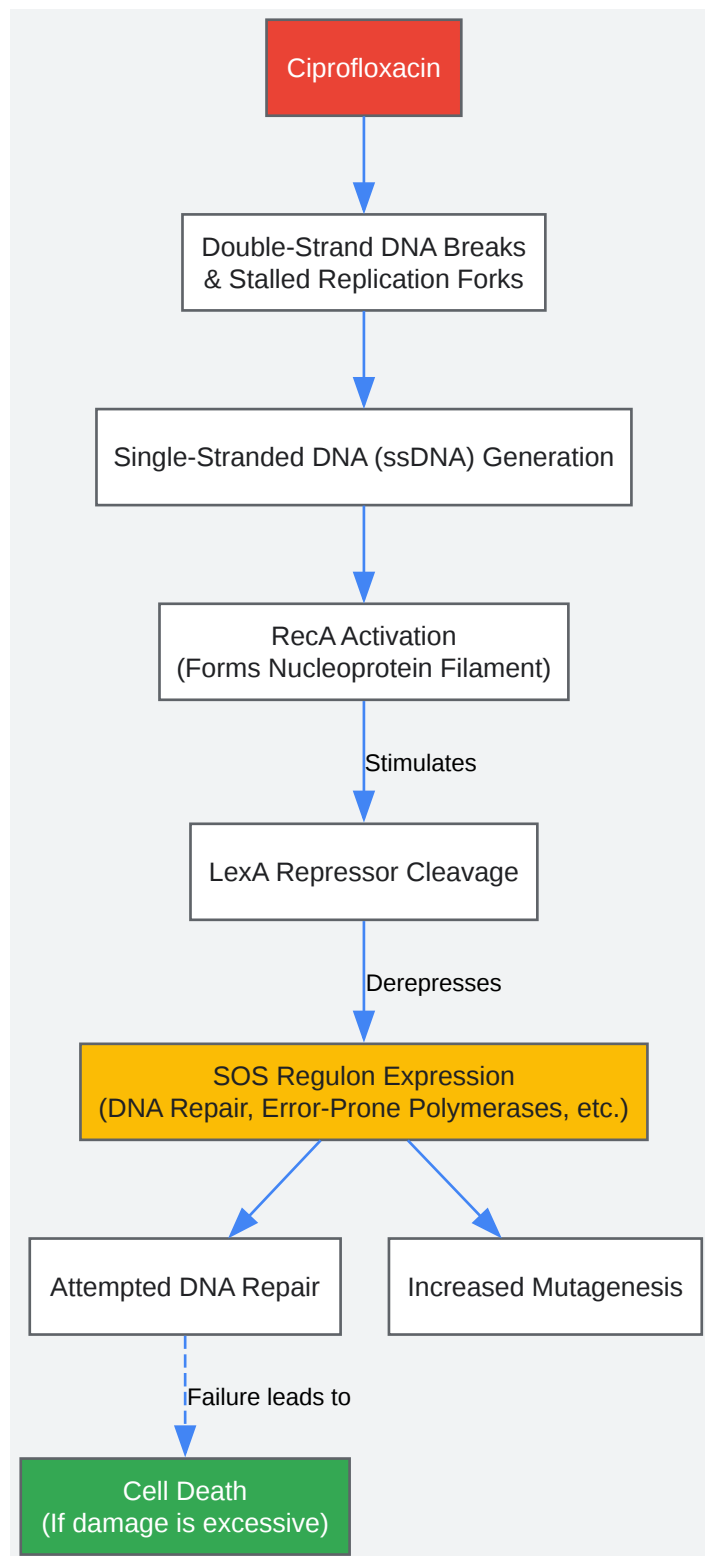 Ciprofloxacin
Double-Strand DNA Breaks
& Stalled Replication Forks
Single-Stranded DNA (ssDNA) Generation
RecA Activation
(Forms Nucleoprotein Filament)
Stimulates
LexA Repressor Cleavage
Derepresses
SOS Regulon Expression
(DNA Repair, Error-Prone Polymerases, etc.)
Attempted DNA Repair
Increased Mutagenesis
Failure leads to
Cell Death
(If damage is excessive)